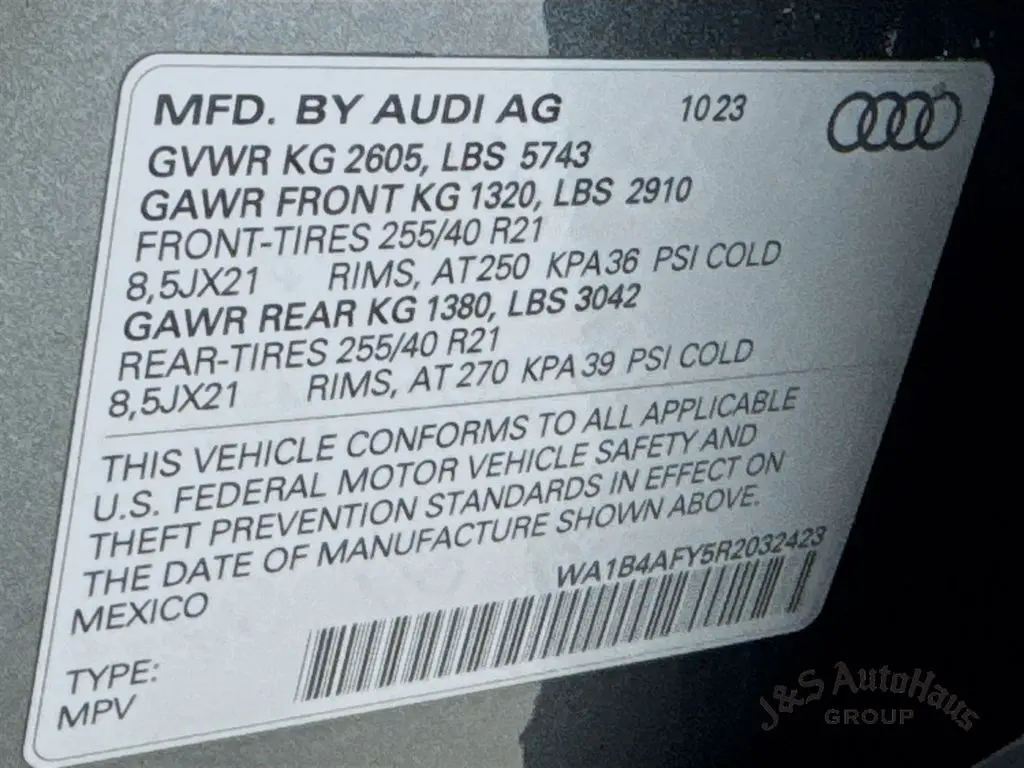 MFD. BY AUDI AG 10 23
GVWR KG 2605, LBS 5743
GAWR FRONT KG 1320, LBS 2910
FRONT-TIRES 255/40 R21
8,5JX21 RIMS, AT 250 KPA 36 PSI COLD
GAWR REAR KG 1380, LBS 3042
REAR-TIRES 255/40 R21
8,5JX21 RIMS, AT 270 KPA 39 PSI COLD
THIS VEHICLE CONFORMS TO ALL APPLICABLE
U.S. FEDERAL MOTOR VEHICLE SAFETY AND
THEFT PREVENTION STANDARDS IN EFFECT ON
THE DATE OF MANUFACTURE SHOWN ABOVE.
MEXICO
WA1B4AFY5R2032423
TYPE:
MPV
J&S AutoHaus
GROUP